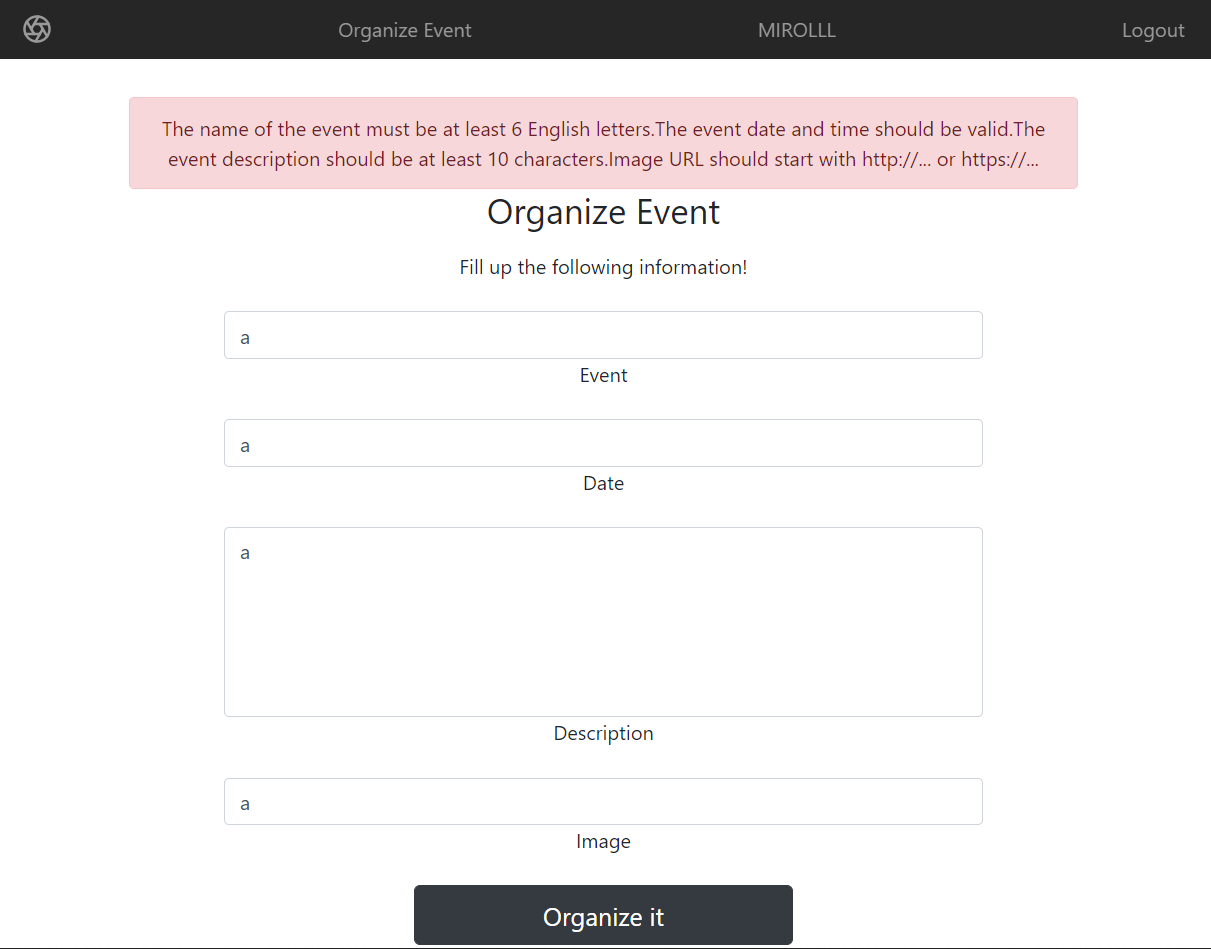 Organize Event MIROLLL Logout
The name of the event must be at least 6 English letters.The event date and time should be valid.The
event description should be at least 10 characters.Image URL should start with http://... or https://...
Organize Event
Fill up the following information!
a
Event
a
Date
a
Description
a
Image
Organize it